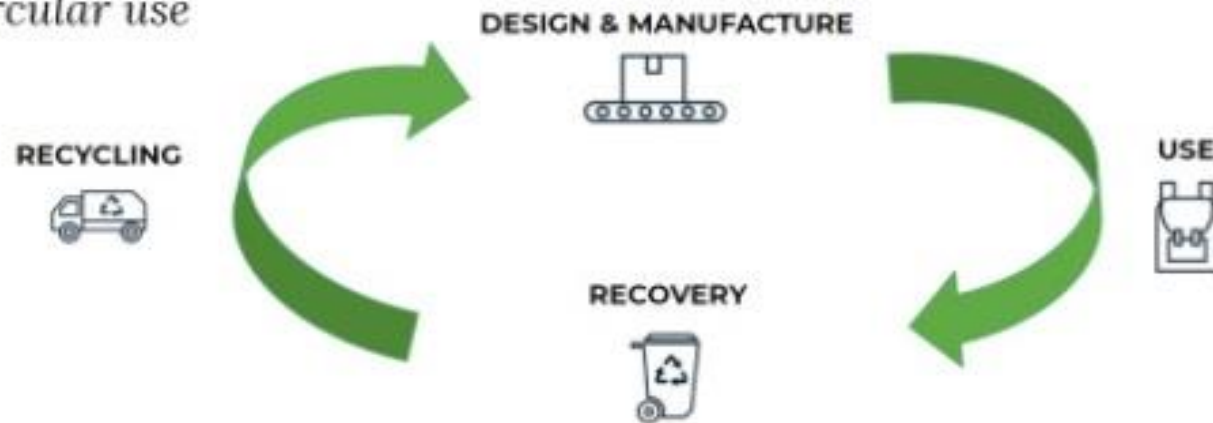 rcular use
DESIGN & MANUFACTURE
RECYCLING
USE
RECOVERY